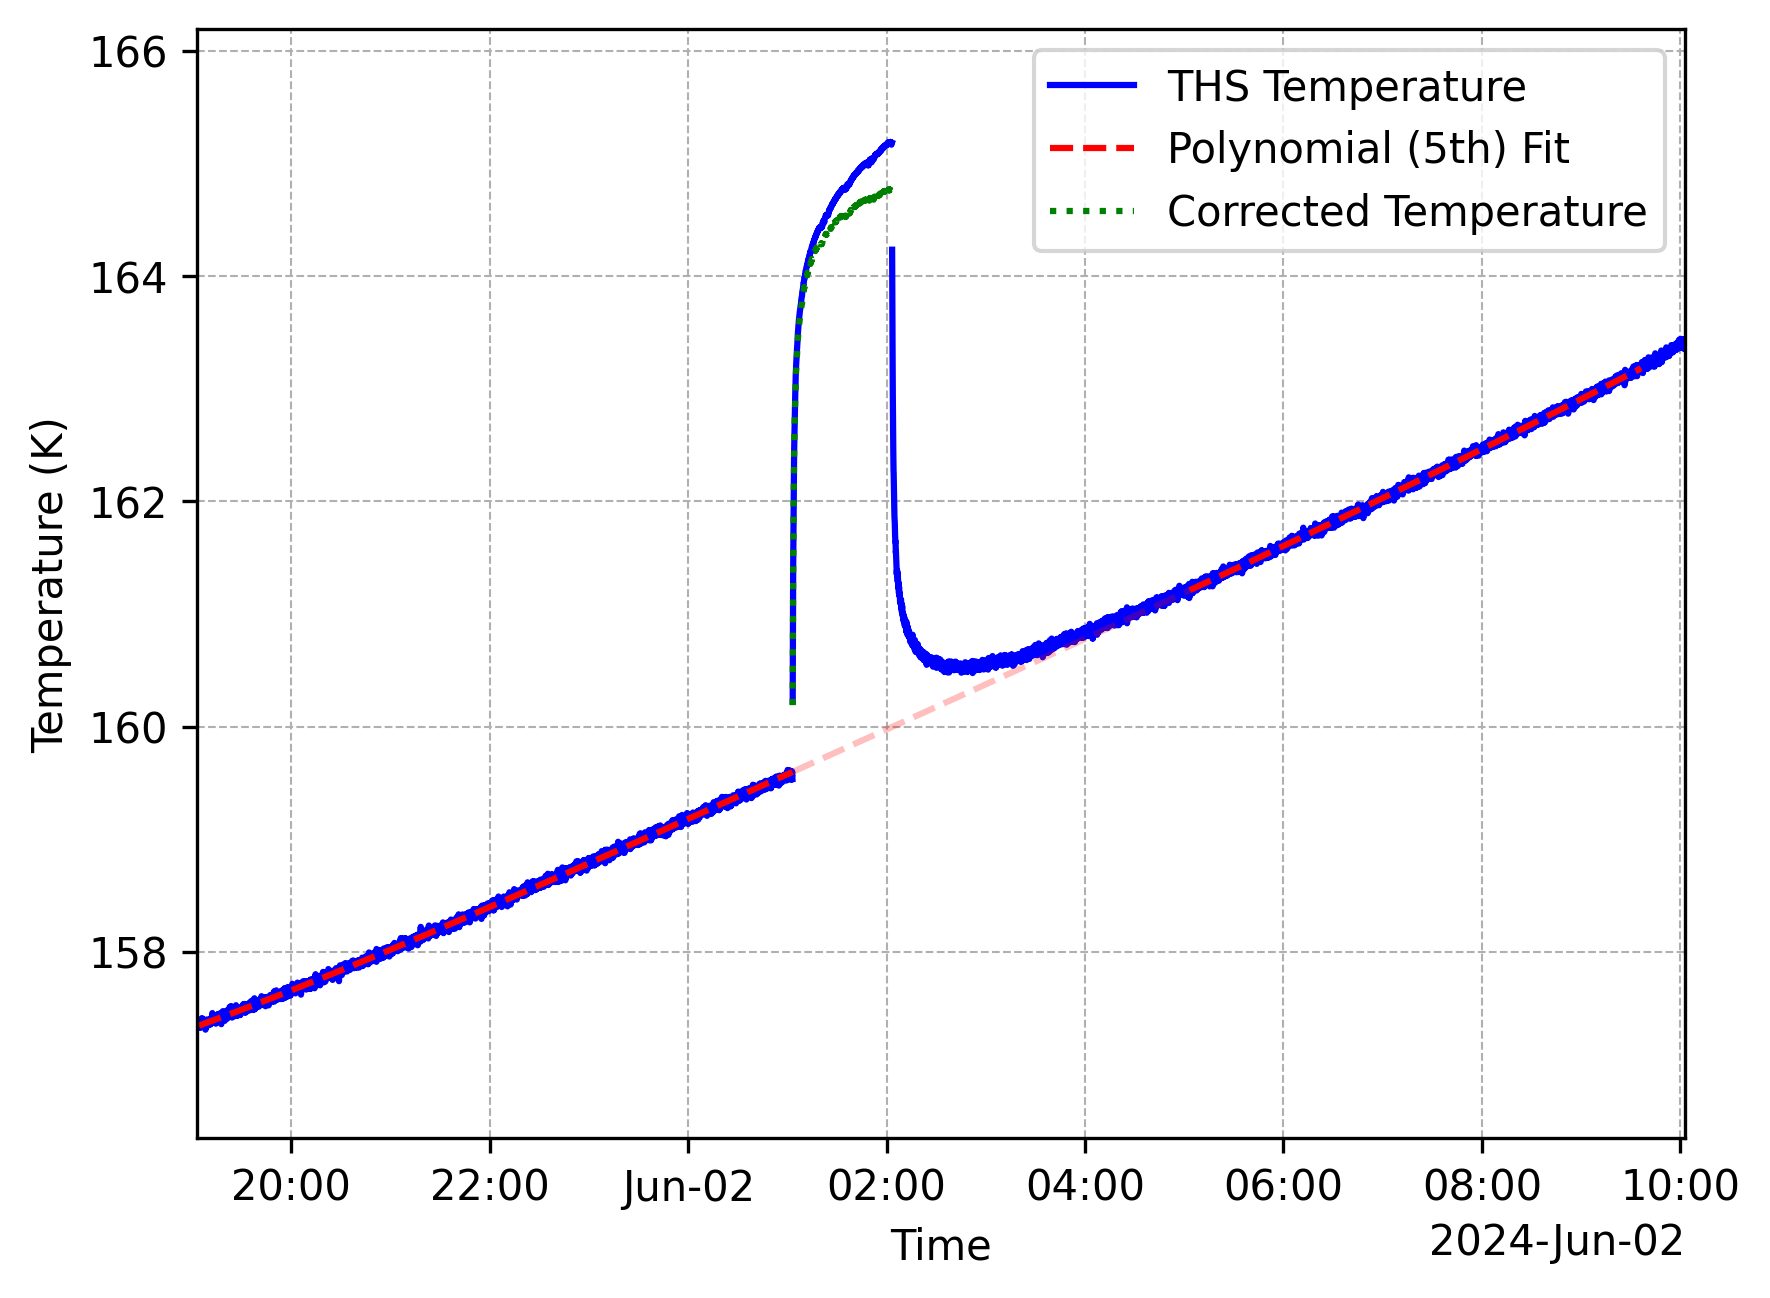 166
164
162
160
158
Temperature (K)
THS Temperature
Polynomial (5th) Fit
Corrected Temperature
20:00 22:00 Jun-02 02:00 04:00 06:00 08:00 10:00
2024-Jun-02
Time